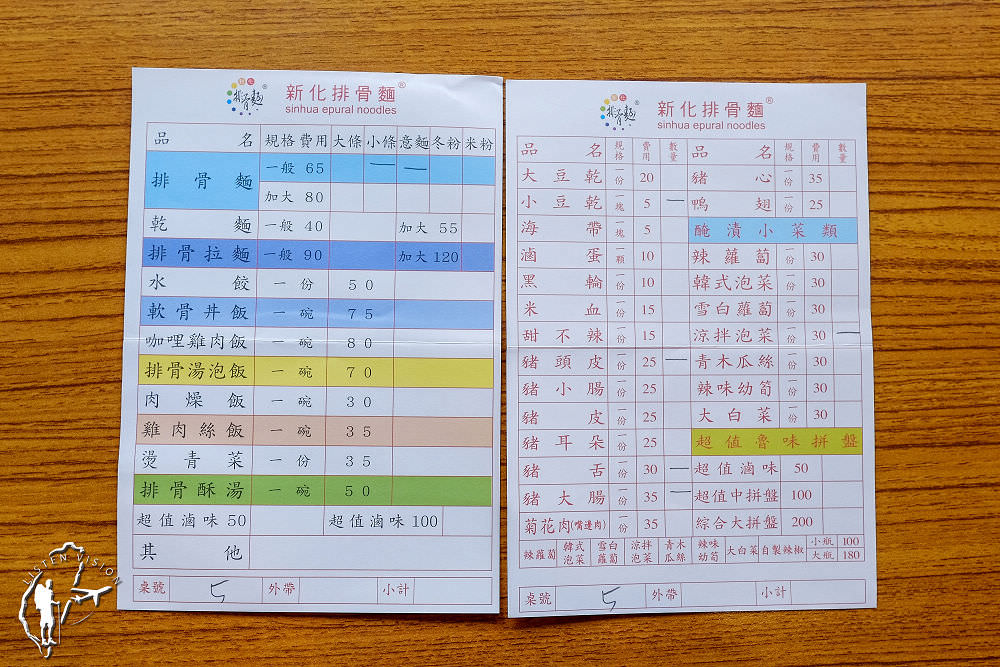 排骨麵
新化排骨麵®
sinhua epural noodles
品名 規格 費用 大條 小條 意麵 冬粉 米粉
排骨麵 一般 65 — —
加大 80
乾麵 一般 40 加大 55
排骨拉麵 一般 90 加大 120
水餃 一份 50
軟骨丼飯 一碗 75
咖哩雞肉飯 一碗 80
排骨湯泡飯 一碗 70
肉燥飯 一碗 30
雞肉絲飯 一碗 35
燙青菜 一份 35
排骨酥湯 一碗 50
超值滷味 50 超值滷味 100
其他
桌號 5 外帶 小計
排骨麵
新化排骨麵®
sinhua epural noodles
品名 規格 費用 數量 品名 規格 費用 數量
大豆乾 一份 20 豬心 一份 35
小豆乾 一塊 5 — 鴨翅 一份 25
海帶 一塊 5 醃漬小菜類
滷蛋 一顆 10 辣蘿蔔 一份 30
黑輪 一份 10 韓式泡菜 一份 30
米血 一份 15 雪白蘿蔔 一份 30
甜不辣 一份 15 涼拌泡菜 一份 30 —
豬頭皮 一份 25 — 青木瓜絲 一份 30
豬小腸 一份 25 辣味幼筍 一份 30
豬皮 一份 25 大白菜 一份 30
豬耳朵 一份 25 超值魯味拼盤
豬舌 一份 30 — 超值滷味 50
豬大腸 一份 35 — 超值中拼盤 100
菊花肉(嘴邊肉) 一份 35 綜合大拼盤 200
辣蘿蔔 韓式泡菜 雪白蘿蔔 涼拌泡菜 青木瓜絲 辣味幼筍 大白菜 自製辣椒 小瓶 100 大瓶 180
桌號 5 外帶 小計
LISTEN VISION